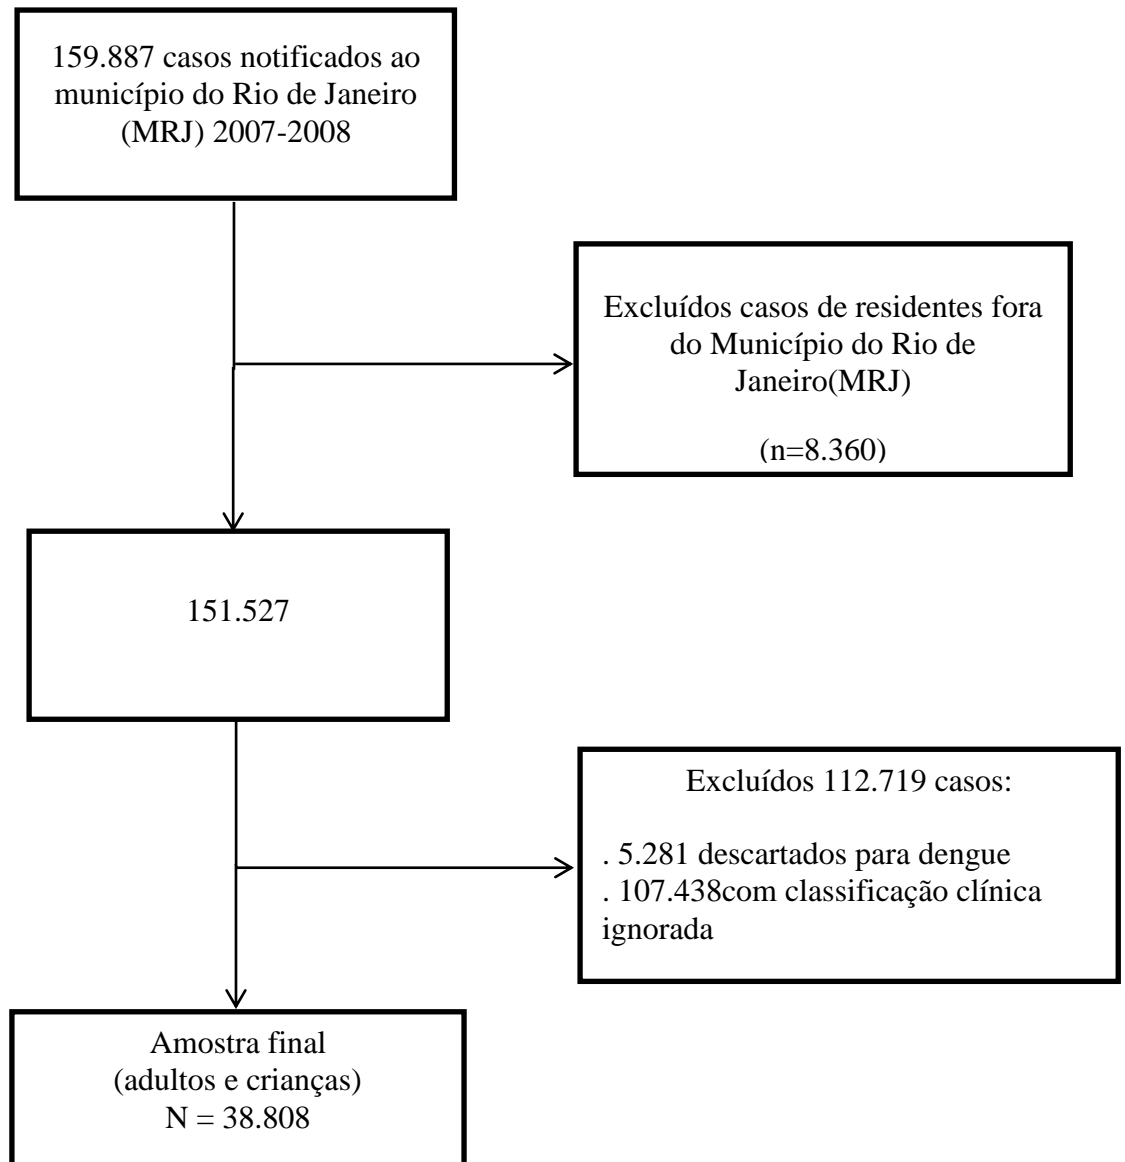 159.887 casos notificados ao
município do Rio de Janeiro
(MRJ) 2007-2008
Excluídos casos de residentes fora
do Município do Rio de
Janeiro(MRJ)
(n=8.360)
151.527
Excluídos 112.719 casos:
. 5.281 descartados para dengue
. 107.438com classificação clínica
ignorada
Amostra final
(adultos e crianças)
N = 38.808